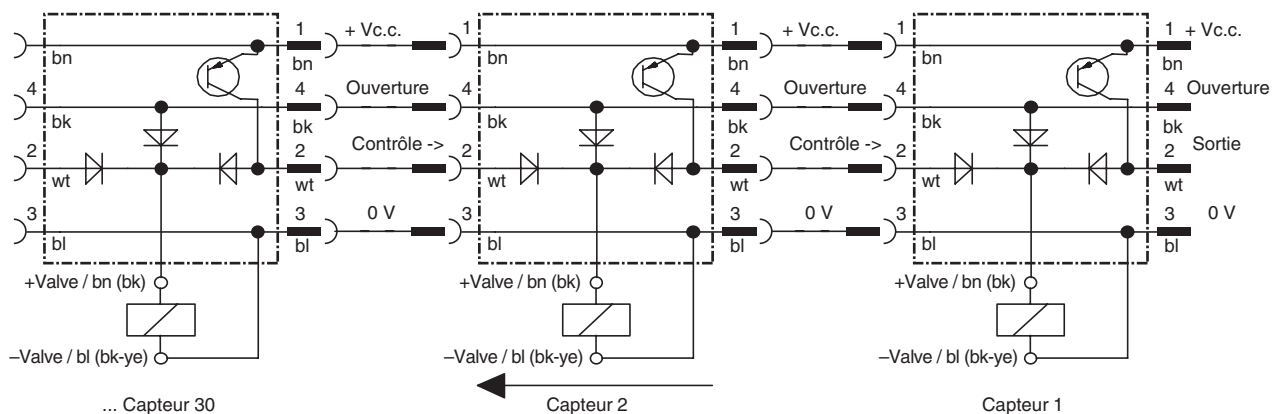 1 + Vc.c. 1 1 + Vc.c. 1 1 + Vc.c.
bn bn bn bn bn bn
4 4 Ouverture 4 4 Ouverture 4 4 Ouverture
bk bk bk bk bk bk
2 2 Contrôle -> 2 2 Contrôle -> 2 2 Sortie
wt wt wt wt wt wt
3 3 0 V 3 3 0 V 3 3 0 V
bl bl bl bl bl bl
+Valve / bn (bk) +Valve / bn (bk) +Valve / bn (bk)
–Valve / bl (bk-ye) –Valve / bl (bk-ye) –Valve / bl (bk-ye)
... Capteur 30 Capteur 2 Capteur 1